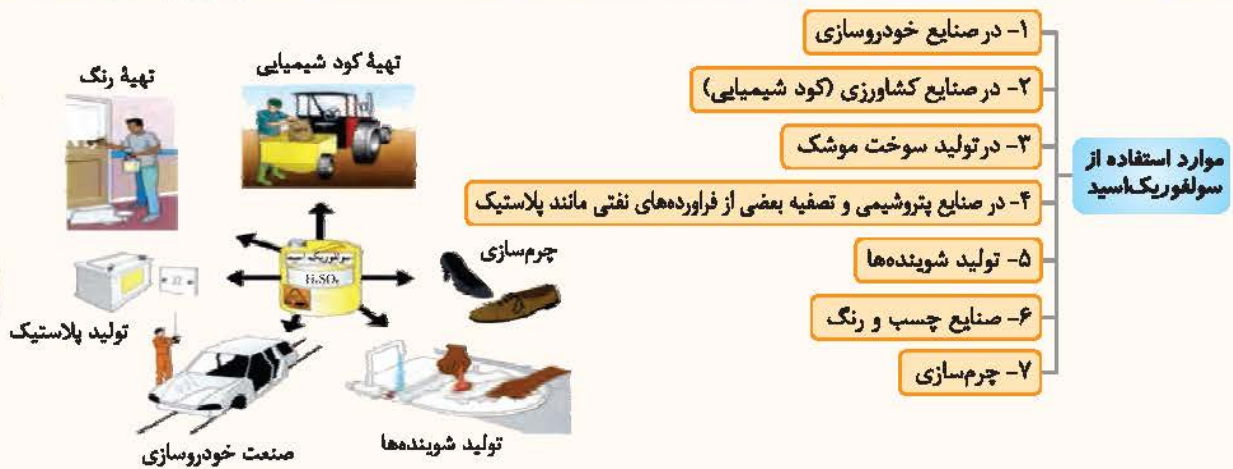 موارد استفاده از
سولفوریک‌اسید
۱- در صنایع خودروسازی
۲- در صنایع کشاورزی (کود شیمیایی)
۳- در تولید سوخت موشک
۴- در صنایع پتروشیمی و تصفیه بعضی از فراورده‌های نفتی مانند پلاستیک
۵- تولید شوینده‌ها
۶- صنایع چسب و رنگ
۷- چرم‌سازی
تهیهٔ کود شیمیایی
تهیهٔ رنگ
سولفوریک اسید
H₂SO₄
چرم‌سازی
تولید پلاستیک
تولید شوینده‌ها
صنعت خودروسازی